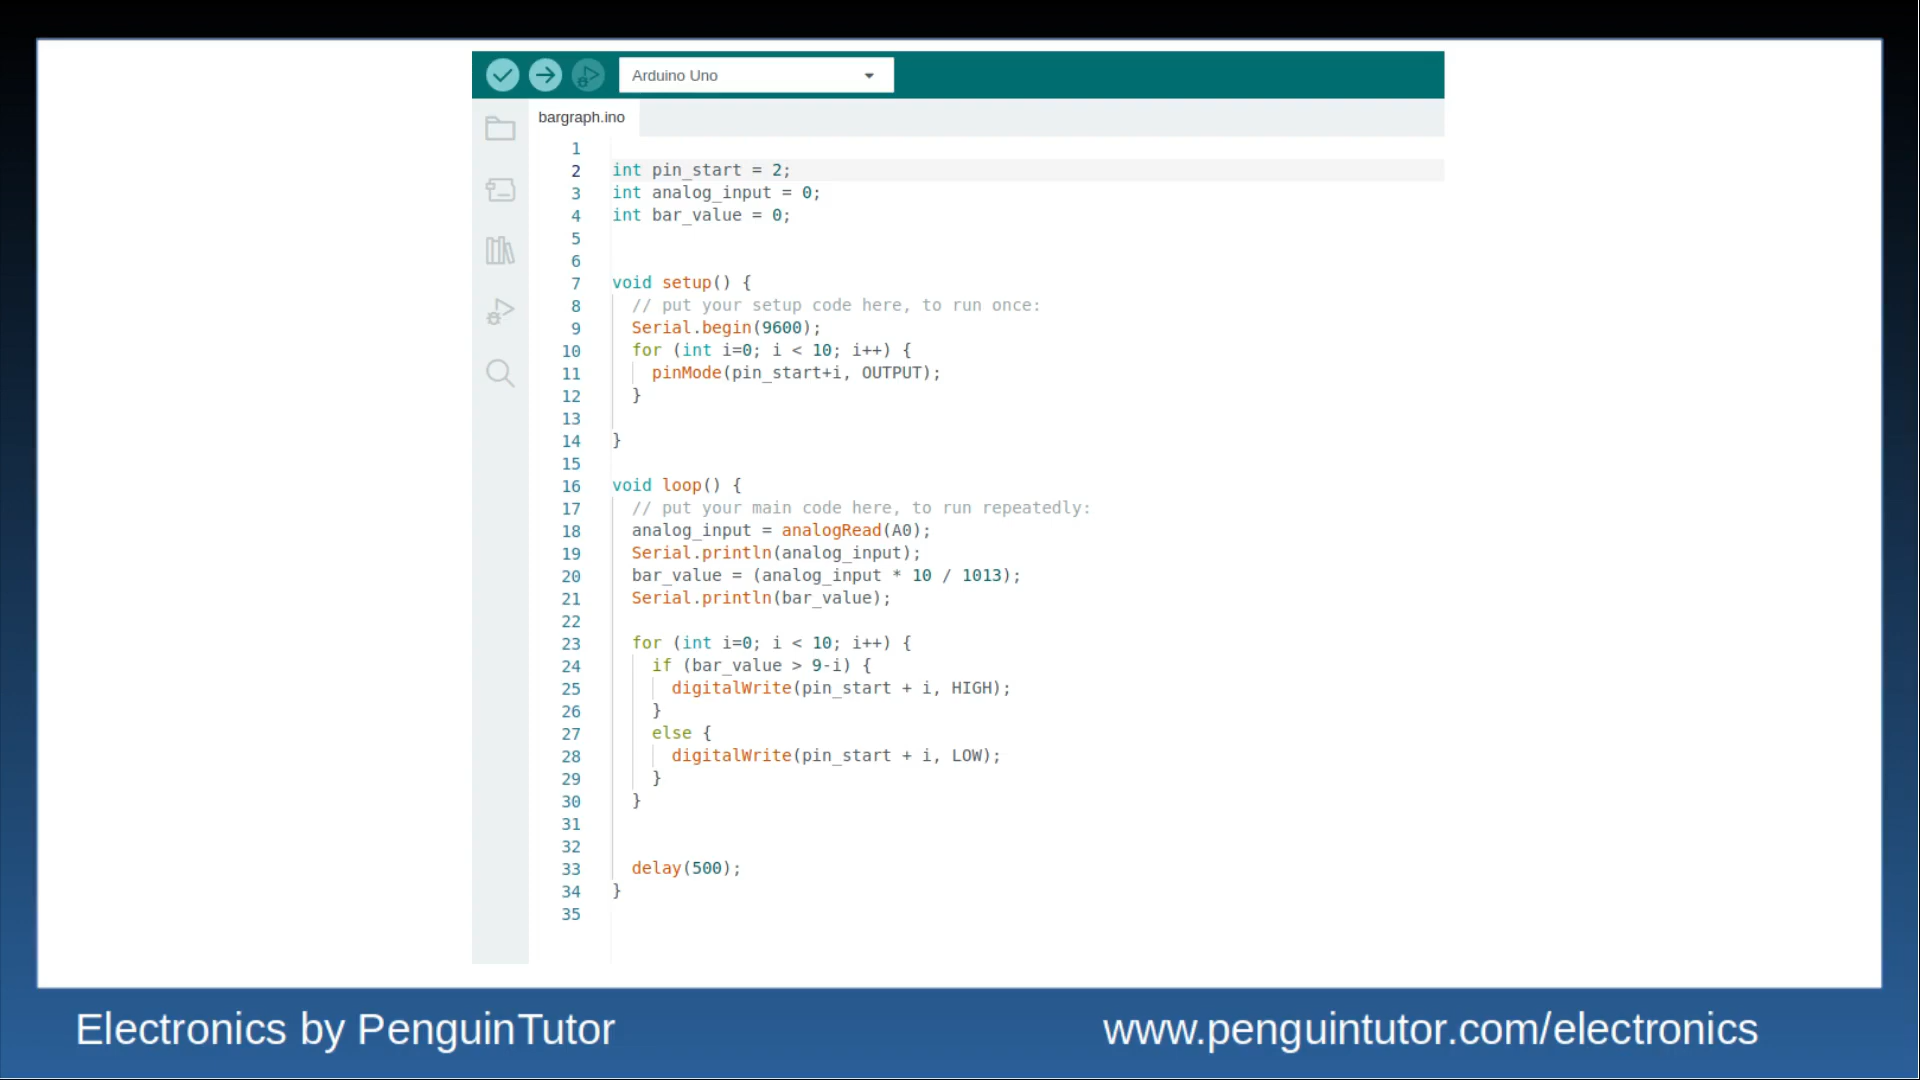 Arduino Uno
bargraph.ino
1
2 int pin_start = 2;
3 int analog_input = 0;
4 int bar_value = 0;
5
6
7 void setup() {
8 // put your setup code here, to run once:
9 Serial.begin(9600);
10 for (int i=0; i < 10; i++) {
11 pinMode(pin_start+i, OUTPUT);
12 }
13
14 }
15
16 void loop() {
17 // put your main code here, to run repeatedly:
18 analog_input = analogRead(A0);
19 Serial.println(analog_input);
20 bar_value = (analog_input * 10 / 1013);
21 Serial.println(bar_value);
22
23 for (int i=0; i < 10; i++) {
24 if (bar_value > 9-i) {
25 digitalWrite(pin_start + i, HIGH);
26 }
27 else {
28 digitalWrite(pin_start + i, LOW);
29 }
30 }
31
32
33 delay(500);
34 }
35
Electronics by PenguinTutor
www.penguintutor.com/electronics